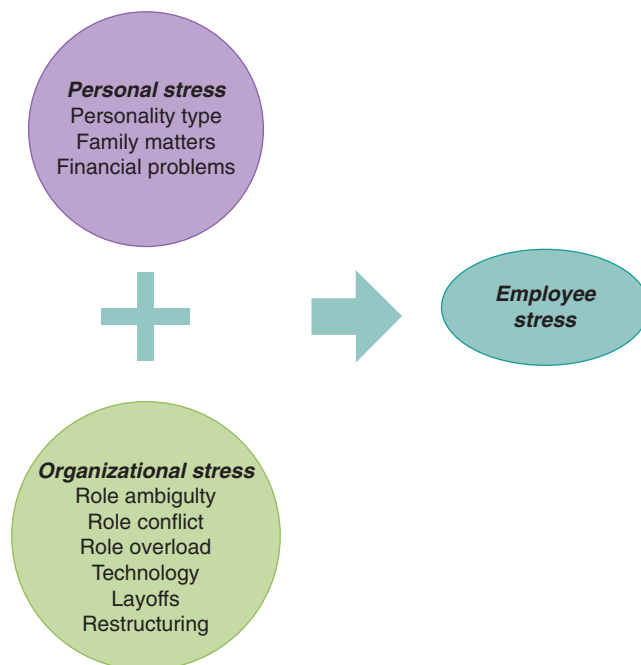 Personal stress
Personality type
Family matters
Financial problems
Employee
stress
Organizational stress
Role ambigulty
Role conflict
Role overload
Technology
Layoffs
Restructuring